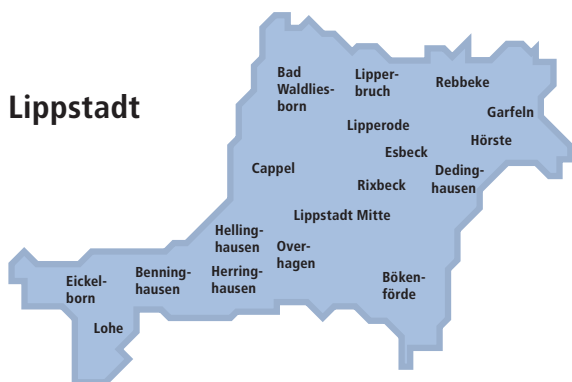 Lippstadt
Bad
Waldlies-
born
Lipper-
bruch
Rebbeke
Garfeln
Lipperode
Hörste
Esbeck
Cappel
Rixbeck
Deding-
hausen
Lippstadt Mitte
Helling-
hausen
Over-
hagen
Eickel-
born
Benning-
hausen
Herring-
hausen
Böken-
förde
Lohe